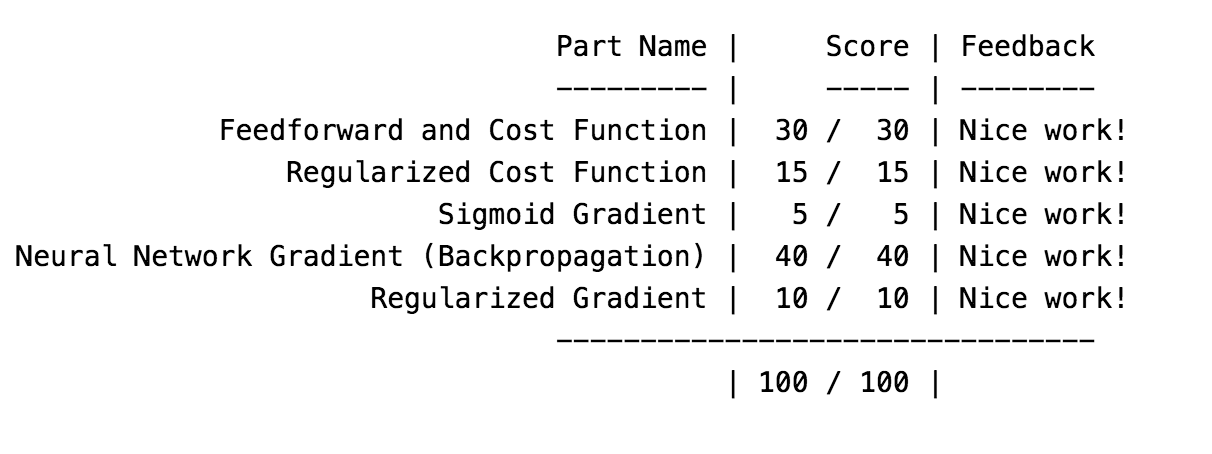 Part Name |     Score | Feedback
--------- |     ----- | --------
Feedforward and Cost Function |  30 /  30 | Nice work!
Regularized Cost Function |  15 /  15 | Nice work!
Sigmoid Gradient |   5 /   5 | Nice work!
Neural Network Gradient (Backpropagation) |  40 /  40 | Nice work!
Regularized Gradient |  10 /  10 | Nice work!
--------------------------------
| 100 / 100 |